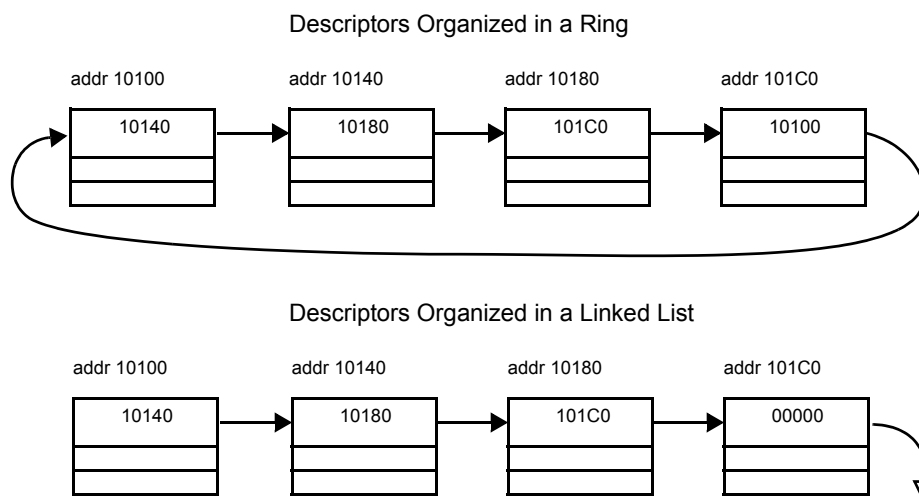 Descriptors Organized in a Ring
addr 10100 addr 10140 addr 10180 addr 101C0
10140 10180 101C0 10100
Descriptors Organized in a Linked List
addr 10100 addr 10140 addr 10180 addr 101C0
10140 10180 101C0 00000